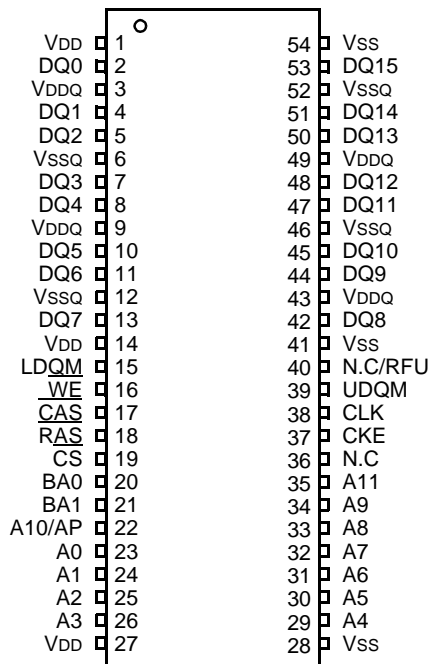 VDD 1 54 VSS
DQ0 2 53 DQ15
VDDQ 3 52 VSSQ
DQ1 4 51 DQ14
DQ2 5 50 DQ13
VSSQ 6 49 VDDQ
DQ3 7 48 DQ12
DQ4 8 47 DQ11
VDDQ 9 46 VSSQ
DQ5 10 45 DQ10
DQ6 11 44 DQ9
VSSQ 12 43 VDDQ
DQ7 13 42 DQ8
VDD 14 41 VSS
LDQM 15 40 N.C/RFU
WE 16 39 UDQM
CAS 17 38 CLK
RAS 18 37 CKE
CS 19 36 N.C
BA0 20 35 A11
BA1 21 34 A9
A10/AP 22 33 A8
A0 23 32 A7
A1 24 31 A6
A2 25 30 A5
A3 26 29 A4
VDD 27 28 VSS